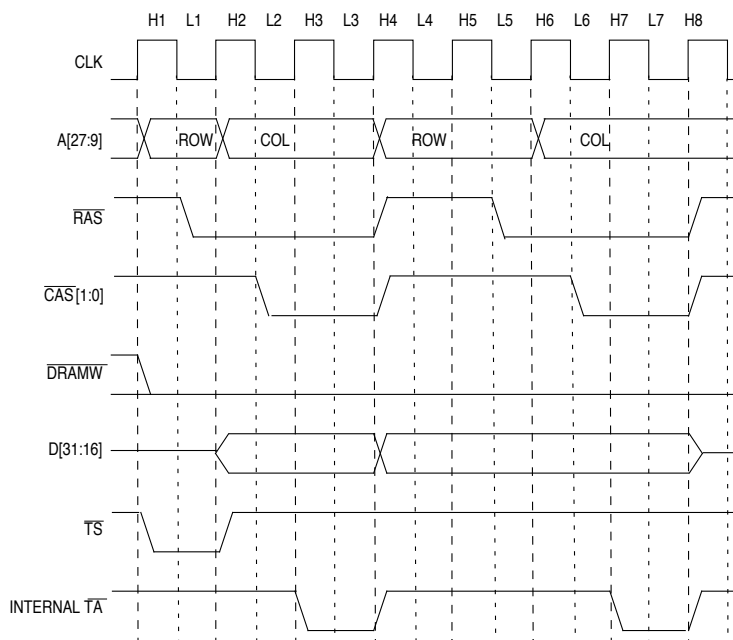 H1 L1 H2 L2 H3 L3 H4 L4 H5 L5 H6 L6 H7 L7 H8
CLK
A[27:9] ROW COL ROW COL
RAS
CAS[1:0]
DRAMW
D[31:16]
TS
INTERNAL TA